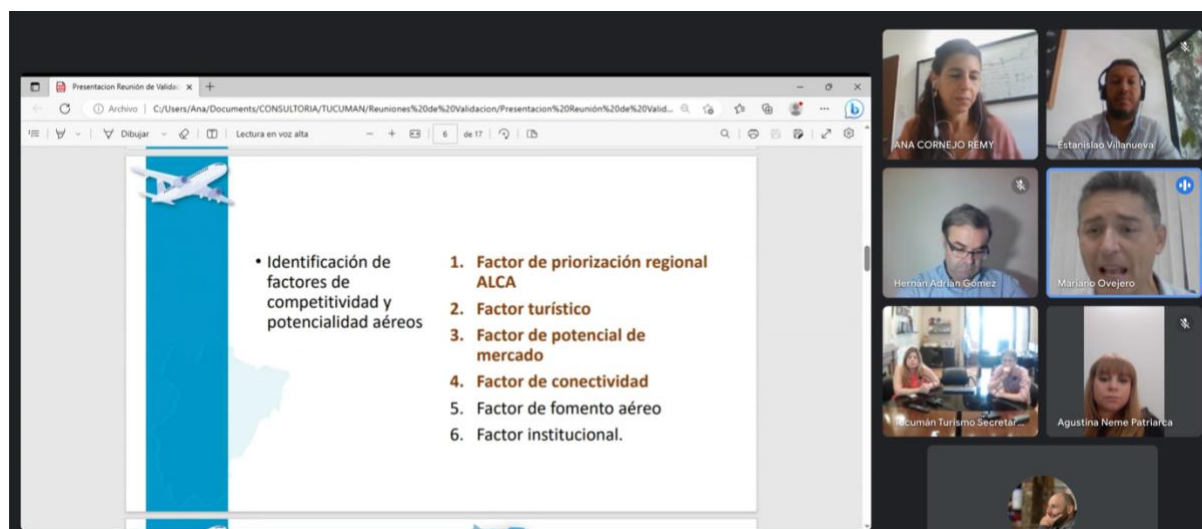 Presentacion Reunión de Valida
Archivo C:/Users/Ana/Documents/CONSULTORIA/TUCUMAN/Reuniones%20de%20Validacion/Presentacion%20Reunión%20de%20Valid...
Dibujar Lectura en voz alta 6 de 17
• Identificación de
factores de
competitividad y
potencialidad aéreos
1. Factor de priorización regional
ALCA
2. Factor turístico
3. Factor de potencial de
mercado
4. Factor de conectividad
5. Factor de fomento aéreo
6. Factor institucional.
ANA CORNEJO REMY
Estanislao Villanueva
Hernán Adrian Gomez
Mariano Ovejero
Tucumán Turismo Secretar...
Agustina Neme Patriarca